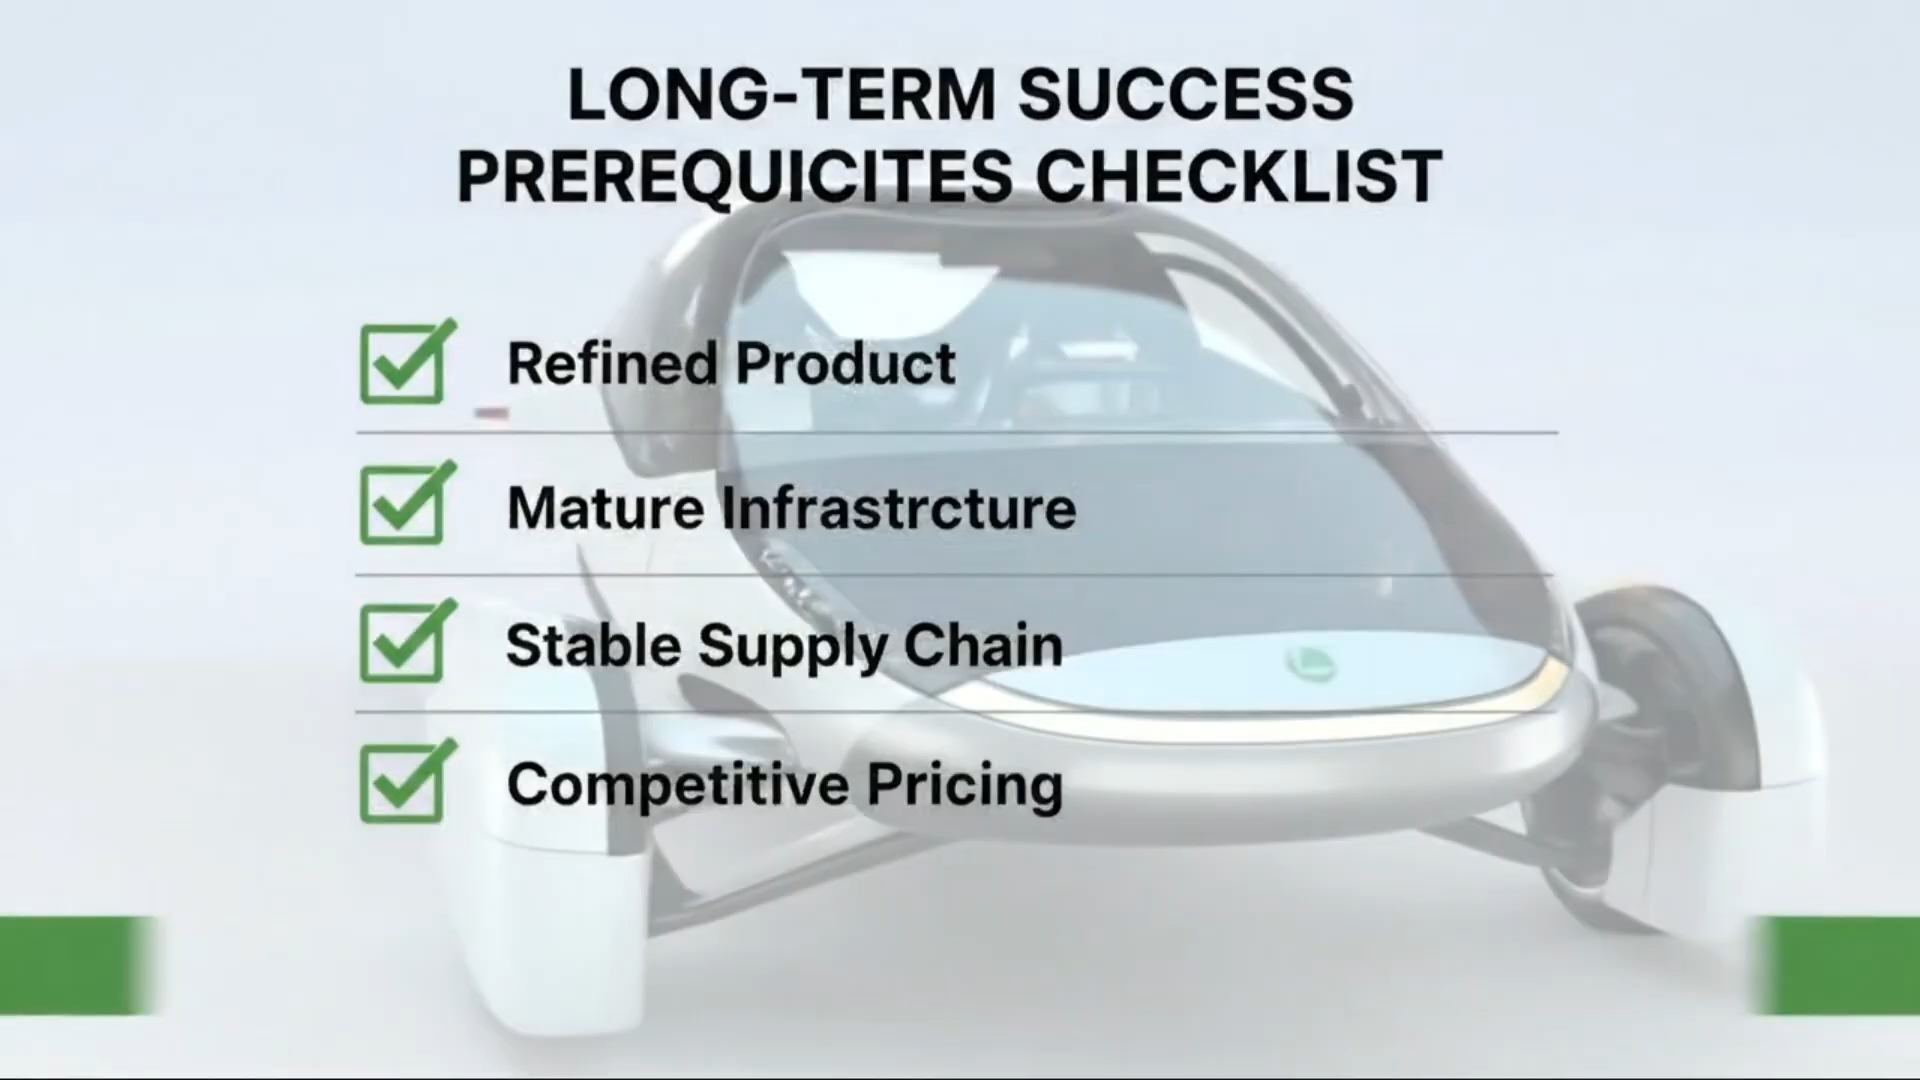 LONG-TERM SUCCESS
PREREQUICITES CHECKLIST
Refined Product
Mature Infrastrcture
Stable Supply Chain
Competitive Pricing